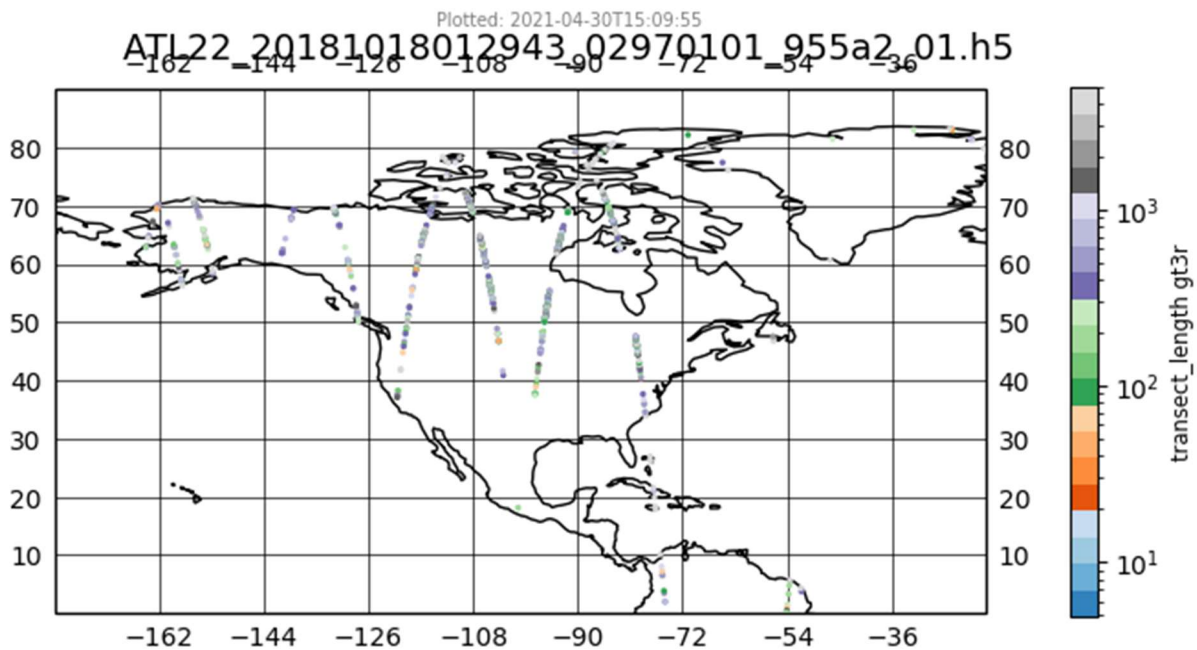 Plotted: 2021-04-30T15:09:55
ATL22_20181018012943_02970101_955a2_01.h5
−162 −144 −126 −108 −90 −72 −54 −36
80 80
70 70
60 60
50 50
40 40
30 30
20 20
10 10
−162 −144 −126 −108 −90 −72 −54 −36
10³
10²
10¹
transect_length gt3r